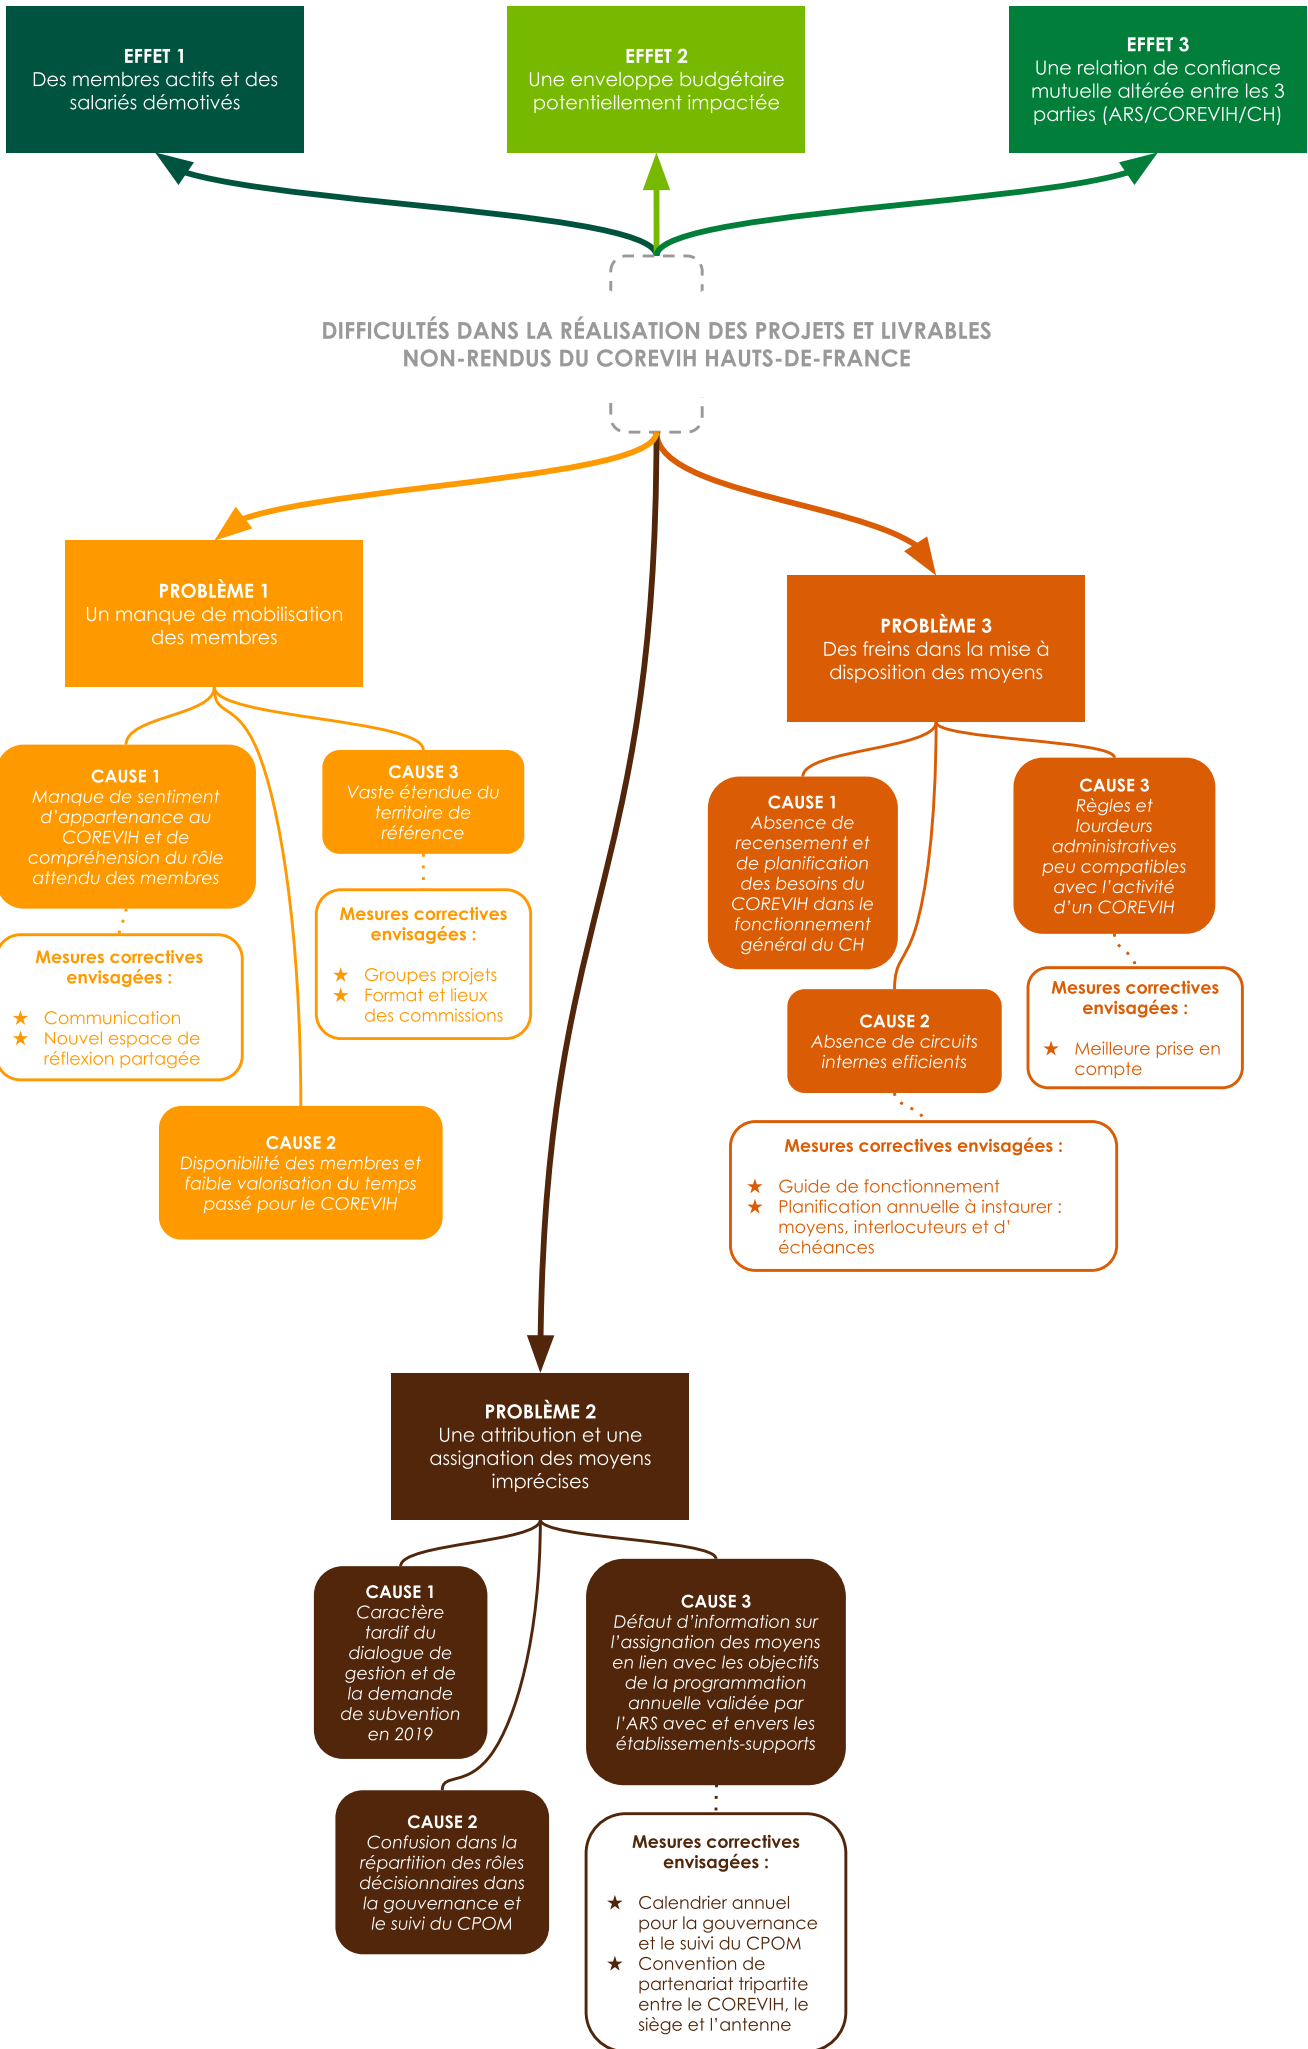 EFFET 1
Des membres actifs et des
salariés démotivés
EFFET 2
Une enveloppe budgétaire
potentiellement impactée
EFFET 3
Une relation de confiance
mutuelle altérée entre les 3
parties (ARS/COREVIH/CH)
DIFFICULTÉS DANS LA RÉALISATION DES PROJETS ET LIVRABLES
NON-RENDUS DU COREVIH HAUTS-DE-FRANCE
PROBLÈME 1
Un manque de mobilisation
des membres
CAUSE 1
Manque de sentiment
d'appartenance au
COREVIH et de
compréhension du rôle
attendu des membres
Mesures correctives
envisagées :
★ Communication
★ Nouvel espace de
réflexion partagée
CAUSE 3
Vaste étendue du
territoire de
référence
Mesures correctives
envisagées :
★ Groupes projets
★ Format et lieux
des commissions
CAUSE 2
Disponibilité des membres et
faible valorisation du temps
passé pour le COREVIH
PROBLÈME 3
Des freins dans la mise à
disposition des moyens
CAUSE 1
Absence de
recensement et
de planification
des besoins du
COREVIH dans le
fonctionnement
général du CH
CAUSE 3
Règles et
lourdeurs
administratives
peu compatibles
avec l'activité
d'un COREVIH
Mesures correctives
envisagées :
★ Meilleure prise en
compte
CAUSE 2
Absence de circuits
internes efficients
Mesures correctives envisagées :
★ Guide de fonctionnement
★ Planification annuelle à instaurer :
moyens, interlocuteurs et d'
échéances
PROBLÈME 2
Une attribution et une
assignation des moyens
imprécises
CAUSE 1
Caractère
tardif du
dialogue de
gestion et de
la demande
de subvention
en 2019
CAUSE 3
Défaut d'information sur
l'assignation des moyens
en lien avec les objectifs
de la programmation
annuelle validée par
l'ARS avec et envers les
établissements-supports
CAUSE 2
Confusion dans la
répartition des rôles
décisionnaires dans
la gouvernance et
le suivi du CPOM
Mesures correctives
envisagées :
★ Calendrier annuel
pour la gouvernance
et le suivi du CPOM
★ Convention de
partenariat tripartite
entre le COREVIH, le
siège et l'antenne